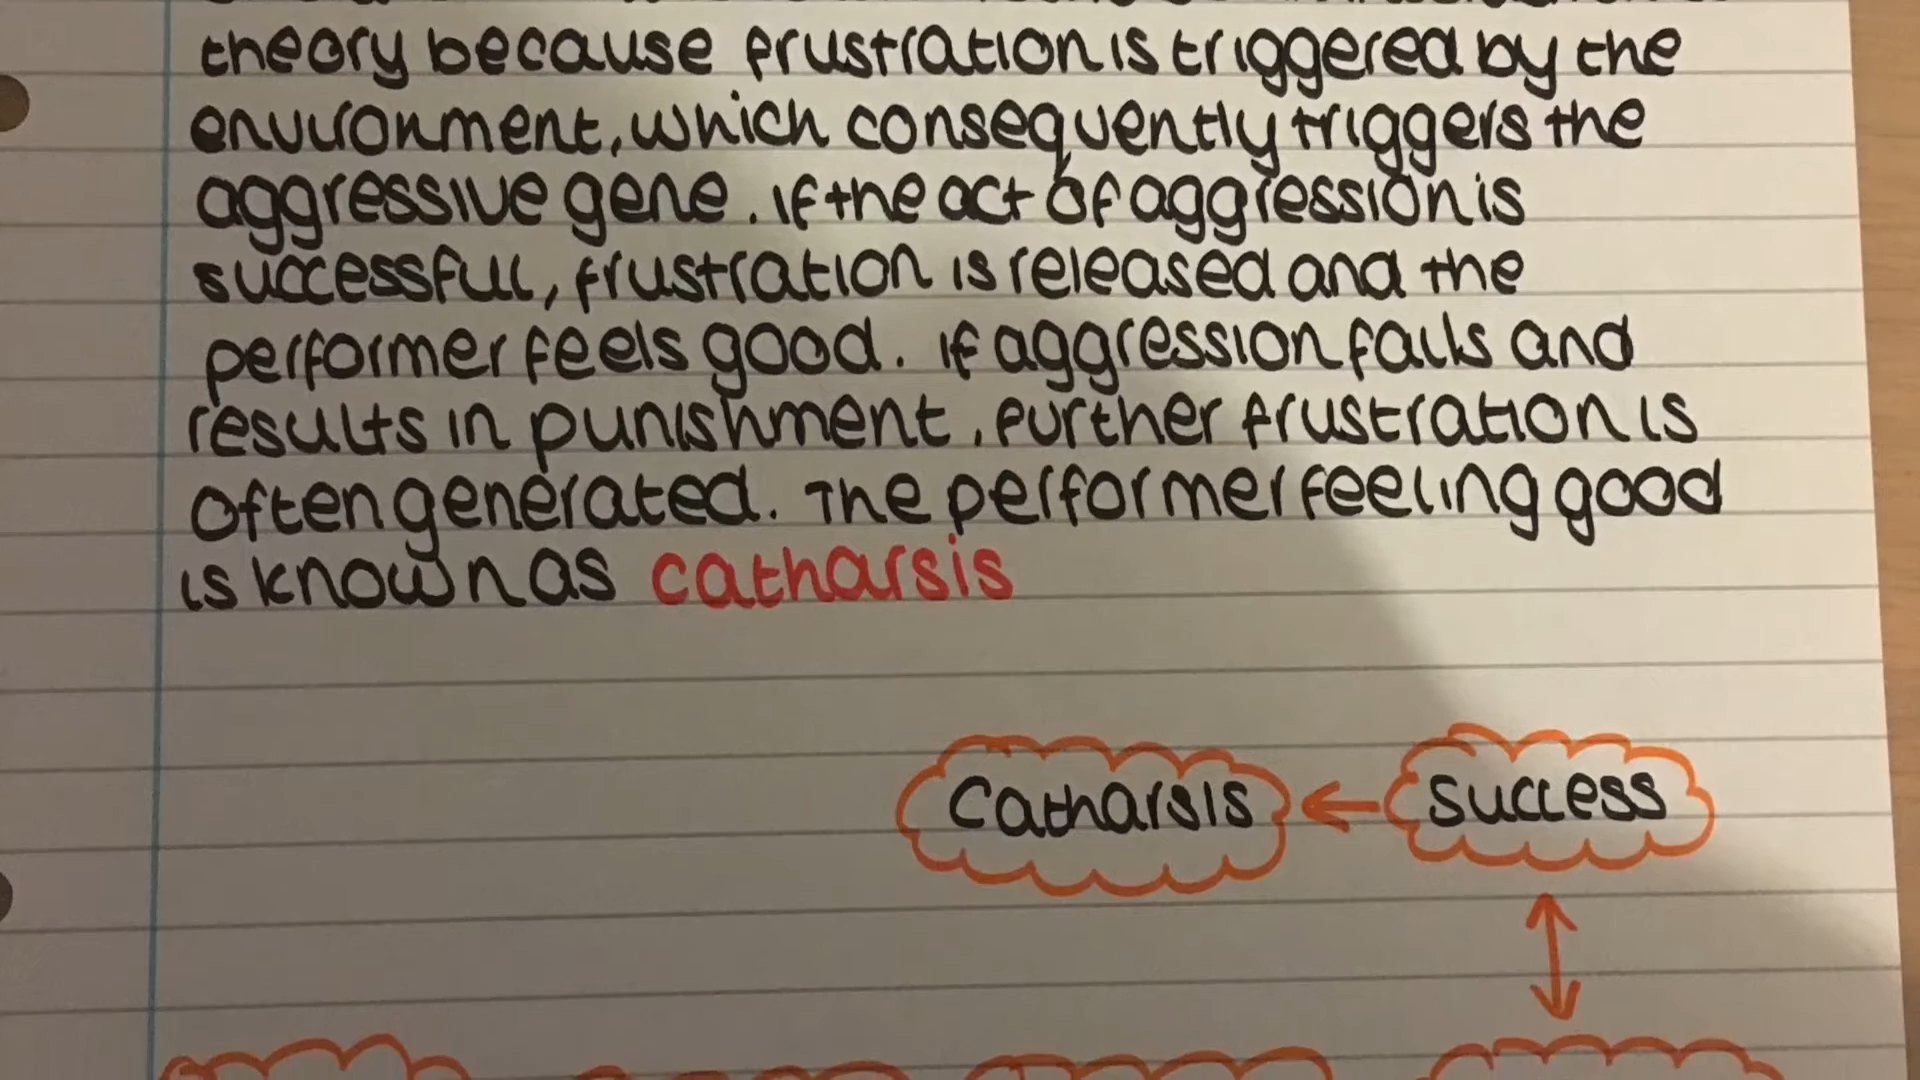 theory because frustration is triggered by the
environment, which consequently triggers the
aggressive gene. If the act of aggression is
successful, frustration is released and the
performer feels good. If aggression fails and
results in punishment, further frustration is
often generated. The performer feeling good
is known as catharsis
Catharsis
success